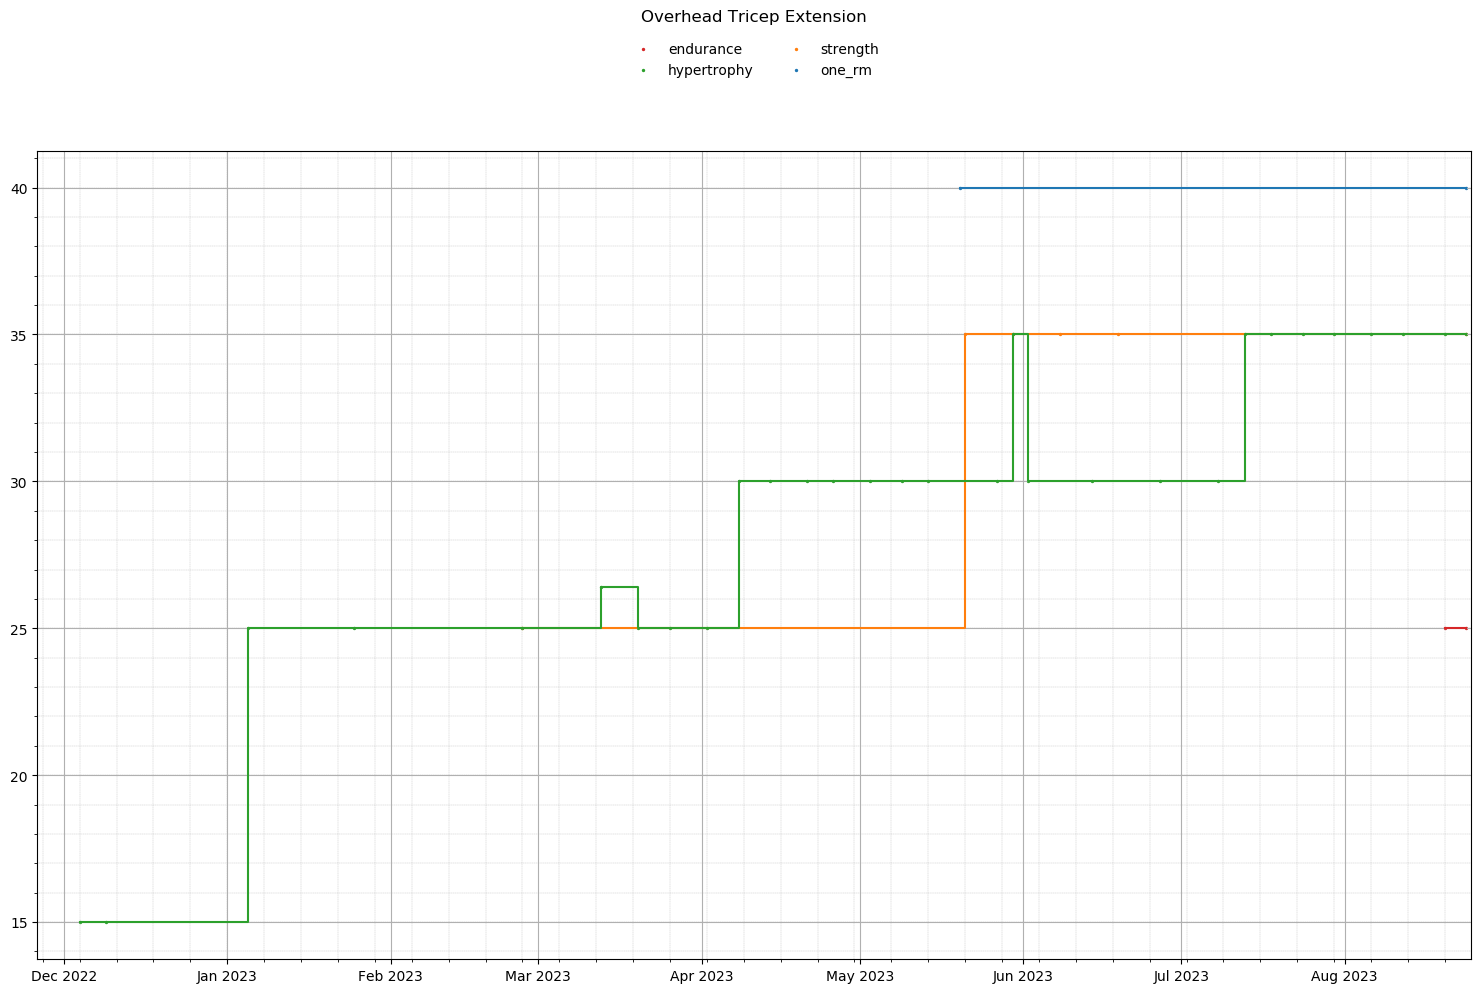 Overhead Tricep Extension
endurance strength
hypertrophy one_rm
40
35
30
25
20
15
Dec 2022 Jan 2023 Feb 2023 Mar 2023 Apr 2023 May 2023 Jun 2023 Jul 2023 Aug 2023